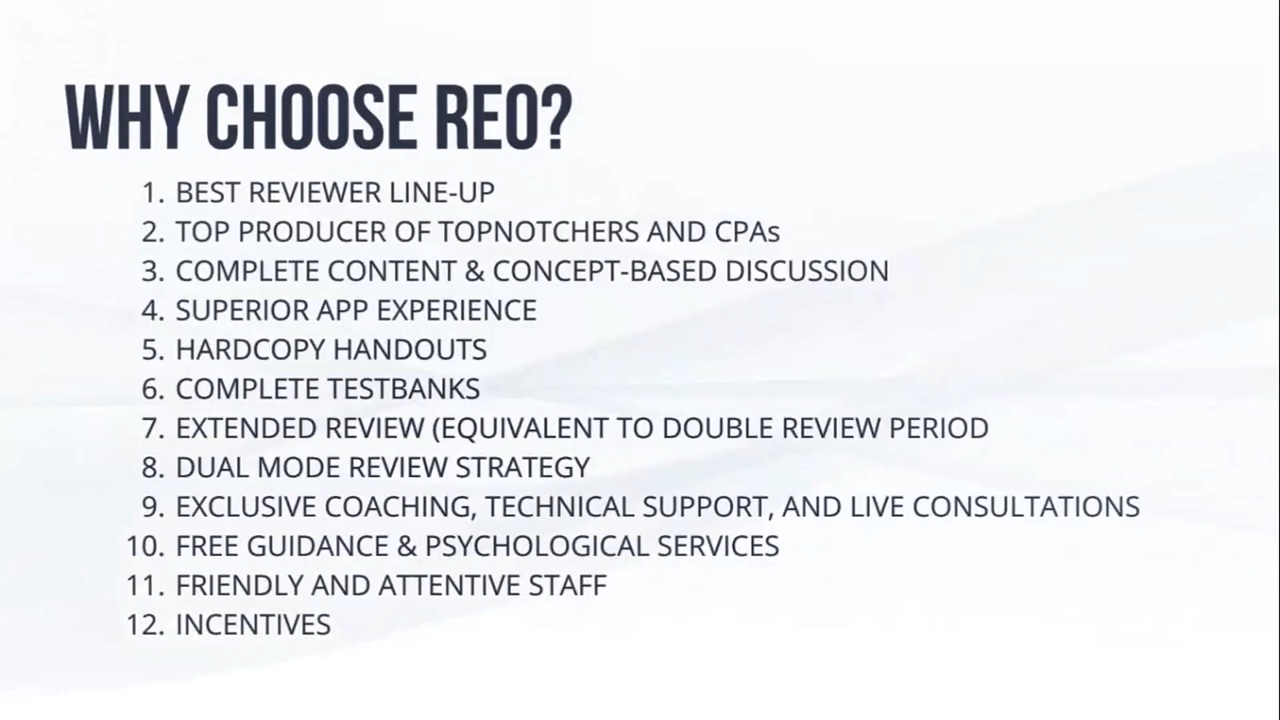 WHY CHOOSE REO?
1. BEST REVIEWER LINE-UP
2. TOP PRODUCER OF TOPNOTCHERS AND CPAs
3. COMPLETE CONTENT & CONCEPT-BASED DISCUSSION
4. SUPERIOR APP EXPERIENCE
5. HARDCOPY HANDOUTS
6. COMPLETE TESTBANKS
7. EXTENDED REVIEW (EQUIVALENT TO DOUBLE REVIEW PERIOD
8. DUAL MODE REVIEW STRATEGY
9. EXCLUSIVE COACHING, TECHNICAL SUPPORT, AND LIVE CONSULTATIONS
10. FREE GUIDANCE & PSYCHOLOGICAL SERVICES
11. FRIENDLY AND ATTENTIVE STAFF
12. INCENTIVES